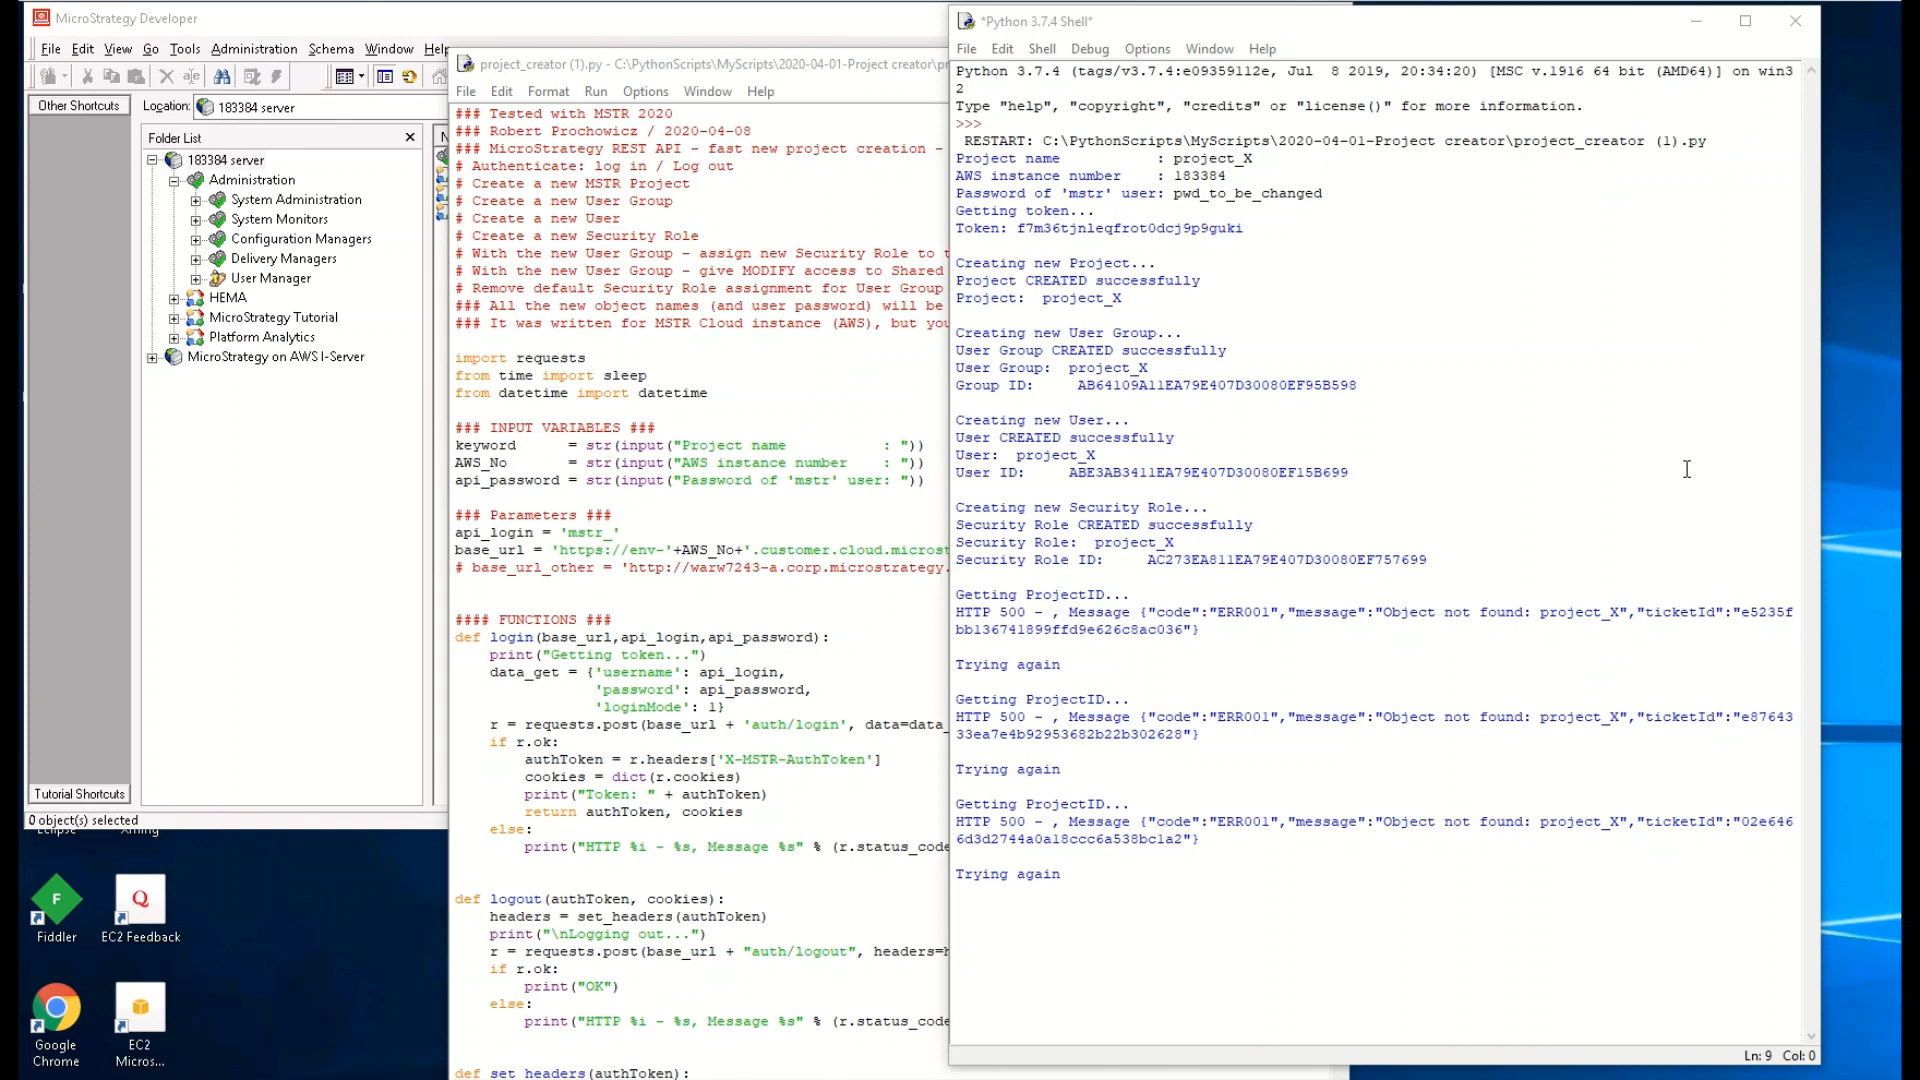 MicroStrategy Developer
File Edit View Go Tools Administration Schema Window Help
Other Shortcuts
Location: 183384 server
Folder List
183384 server
Administration
System Administration
System Monitors
Configuration Managers
Delivery Managers
User Manager
HEMA
MicroStrategy Tutorial
Platform Analytics
MicroStrategy on AWS I-Server
Tutorial Shortcuts
0 object(s) selected
Eclipse Xming
Fiddler
EC2 Feedback
Google Chrome
EC2 Micros...
project_creator (1).py - C:\PythonScripts\MyScripts\2020-04-01-Project creator\pr
File Edit Format Run Options Window Help
### Tested with MSTR 2020
### Robert Prochowicz / 2020-04-08
### MicroStrategy REST API - fast new project creation -
# Authenticate: log in / Log out
# Create a new MSTR Project
# Create a new User Group
# Create a new User
# Create a new Security Role
# With the new User Group - assign new Security Role to t
# With the new User Group - give MODIFY access to Shared
# Remove default Security Role assignment for User Group
### All the new object names (and user password) will be
### It was written for MSTR Cloud instance (AWS), but you
import requests
from time import sleep
from datetime import datetime
### INPUT VARIABLES ###
keyword = str(input("Project name : "))
AWS_No = str(input("AWS instance number : "))
api_password = str(input("Password of 'mstr' user: "))
### Parameters ###
api_login = 'mstr_'
base_url = 'https://env-'+AWS_No+'.customer.cloud.microst
# base_url_other = 'http://warw7243-a.corp.microstrategy.
#### FUNCTIONS ###
def login(base_url,api_login,api_password):
print("Getting token...")
data_get = {'username': api_login,
'password': api_password,
'loginMode': 1}
r = requests.post(base_url + 'auth/login', data=data_
if r.ok:
authToken = r.headers['X-MSTR-AuthToken']
cookies = dict(r.cookies)
print("Token: " + authToken)
return authToken, cookies
else:
print("HTTP %i - %s, Message %s" % (r.status_code
def logout(authToken, cookies):
headers = set_headers(authToken)
print("\nLogging out...")
r = requests.post(base_url + "auth/logout", headers=h
if r.ok:
print("OK")
else:
print("HTTP %i - %s, Message %s" % (r.status_code
def set_headers(authToken):
*Python 3.7.4 Shell*
File Edit Shell Debug Options Window Help
Python 3.7.4 (tags/v3.7.4:e09359112e, Jul 8 2019, 20:34:20) [MSC v.1916 64 bit (AMD64)] on win3
2
Type "help", "copyright", "credits" or "license()" for more information.
>>>
RESTART: C:\PythonScripts\MyScripts\2020-04-01-Project creator\project_creator (1).py
Project name : project_X
AWS instance number : 183384
Password of 'mstr' user: pwd_to_be_changed
Getting token...
Token: f7m36tjnleqfrot0dcj9p9guki
Creating new Project...
Project CREATED successfully
Project: project_X
Creating new User Group...
User Group CREATED successfully
User Group: project_X
Group ID: AB64109A11EA79E407D30080EF95B598
Creating new User...
User CREATED successfully
User: project_X
User ID: ABE3AB3411EA79E407D30080EF15B699
Creating new Security Role...
Security Role CREATED successfully
Security Role: project_X
Security Role ID: AC273EA811EA79E407D30080EF757699
Getting ProjectID...
HTTP 500 - , Message {"code":"ERR001","message":"Object not found: project_X","ticketId":"e5235f
bb136741899ffd9e626c8ac036"}
Trying again
Getting ProjectID...
HTTP 500 - , Message {"code":"ERR001","message":"Object not found: project_X","ticketId":"e87643
33ea7e4b92953682b22b302628"}
Trying again
Getting ProjectID...
HTTP 500 - , Message {"code":"ERR001","message":"Object not found: project_X","ticketId":"02e646
6d3d2744a0a18ccc6a538bc1a2"}
Trying again
Ln: 9 Col: 0